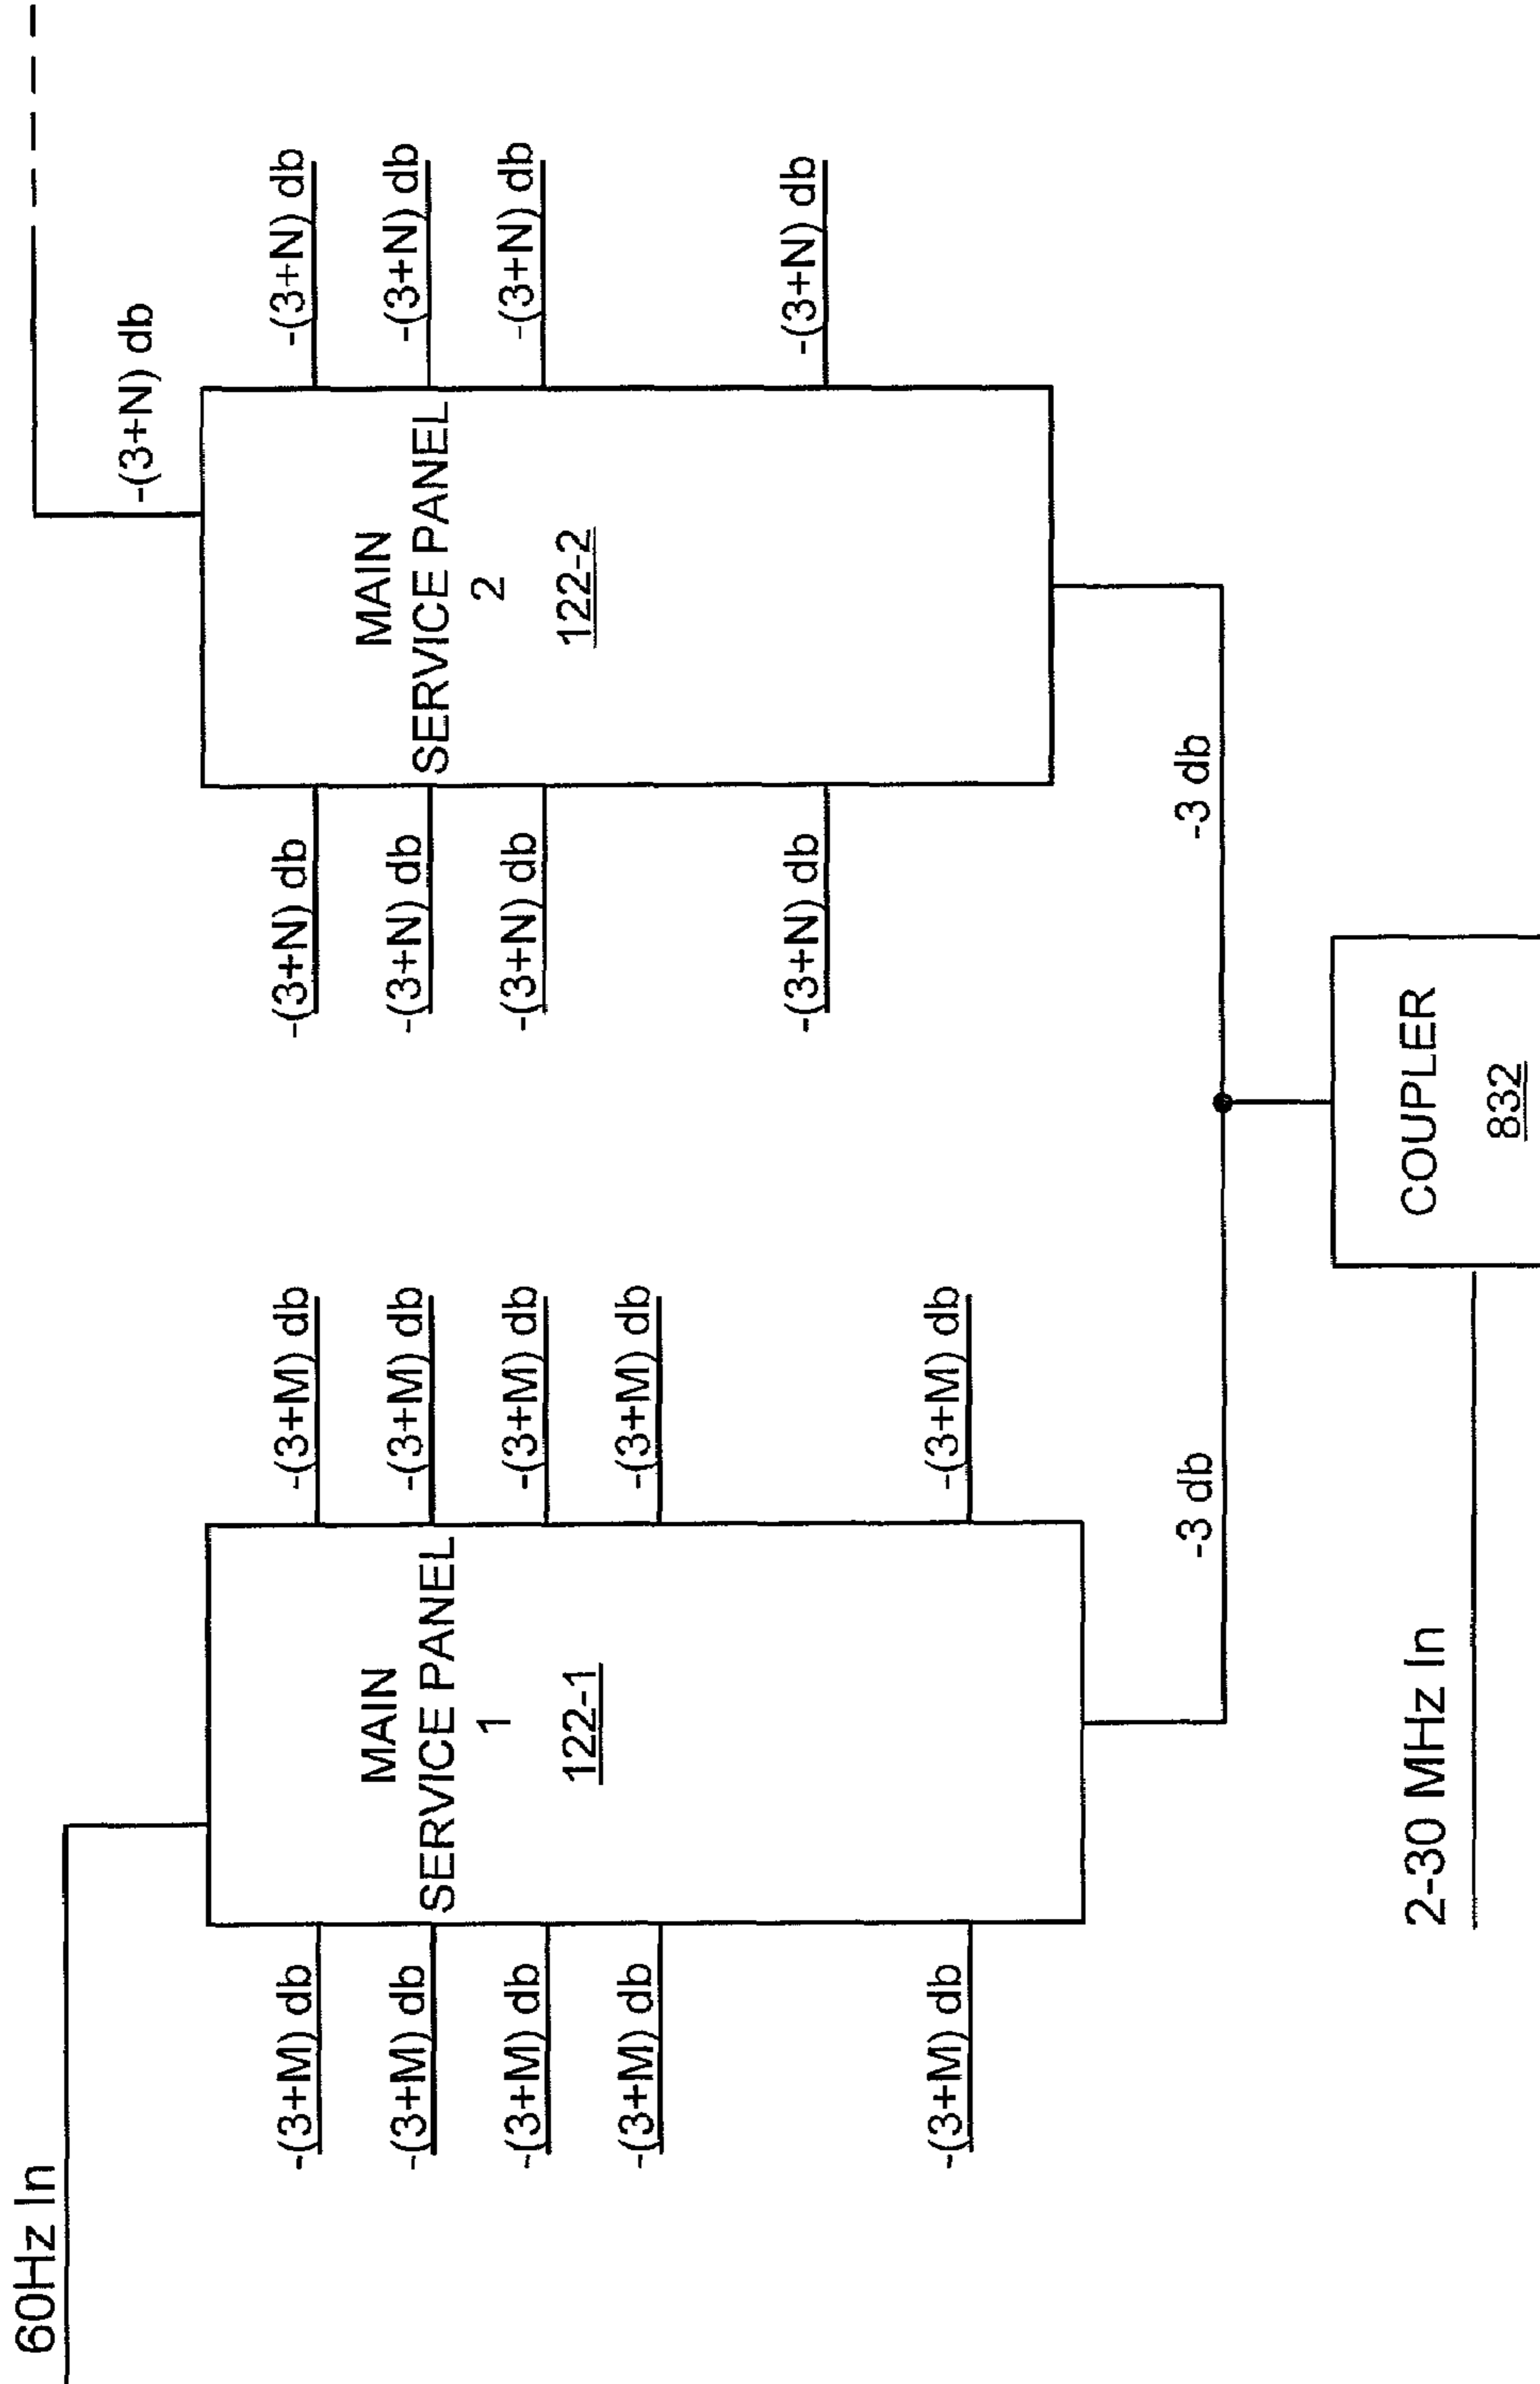 60Hz In
-(3+M) db
-(3+M) db
-(3+M) db
-(3+M) db
-(3+M) db
MAIN
SERVICE PANEL
1
122-1
-(3+M) db
-(3+M) db
-(3+M) db
-(3+M) db
-(3+M) db
-(3+N) db
-(3+N) db
-(3+N) db
-(3+N) db
-(3+N) db
MAIN
SERVICE PANEL
2
122-2
-(3+N) db
-(3+N) db
-(3+N) db
-(3+N) db
-3 db
-3 db
2-30 MHz In
COUPLER
832